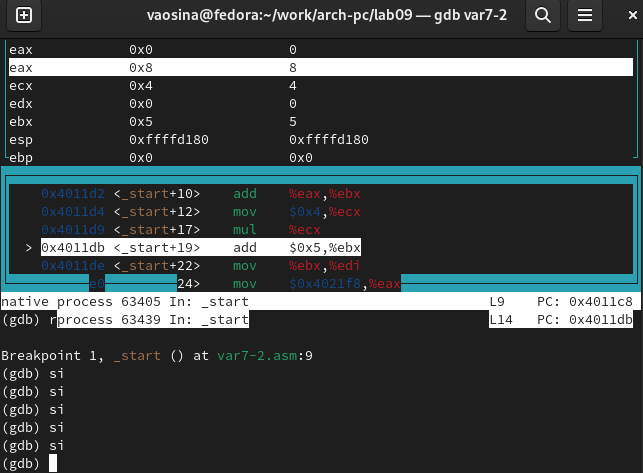 vaosina@fedora:~/work/arch-pc/lab09 — gdb var7-2
eax 0x0 0
eax 0x8 8
ecx 0x4 4
edx 0x0 0
ebx 0x5 5
esp 0xffffd180 0xffffd180
ebp 0x0 0x0
0x4011d2 <_start+10> add %eax,%ebx
0x4011d4 <_start+12> mov $0x4,%ecx
0x4011d9 <_start+17> mul %ecx
> 0x4011db <_start+19> add $0x5,%ebx
0x4011de <_start+22> mov %ebx,%edi
e0 24> mov $0x4021f8,%eax
native process 63405 In: _start L9 PC: 0x4011c8
(gdb) rprocess 63439 In: _start L14 PC: 0x4011db
Breakpoint 1, _start () at var7-2.asm:9
(gdb) si
(gdb) si
(gdb) si
(gdb) si
(gdb) si
(gdb)